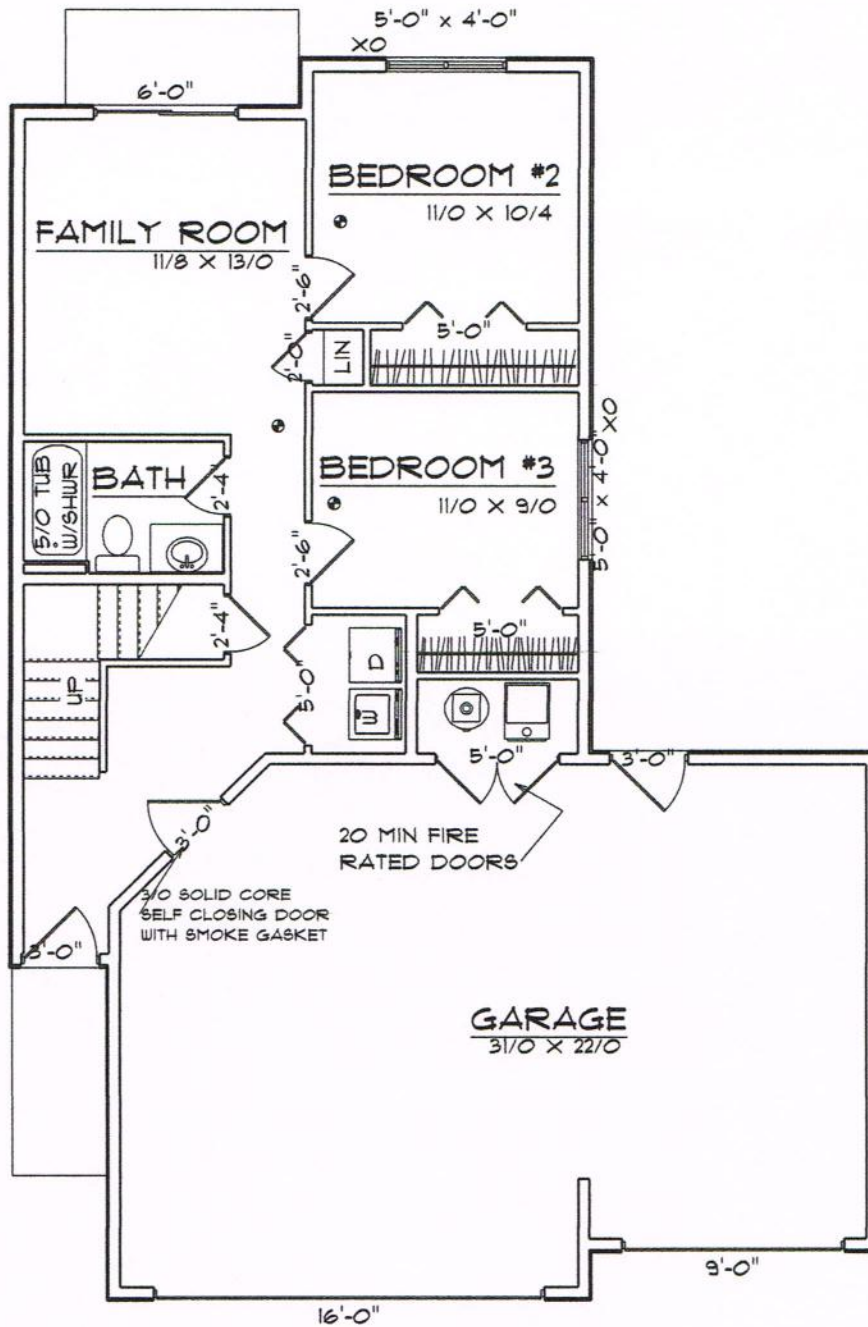 5'-0" x 4'-0"
XO
6'-0"
BEDROOM #2
11/0 X 10/4
FAMILY ROOM
11/8 X 13/0
2'-6"
5'-0"
2'-0"
LIN
BEDROOM #3
11/0 X 9/0
5'-0" x 4'-0"
XO
BATH
5/0 TUB
W/SHWR
2'-4"
2'-6"
2'-4"
5'-0"
UP
D
W
5'-0"
5'-0"
3'-0"
3'-0"
20 MIN FIRE
RATED DOORS
3/0 SOLID CORE
SELF CLOSING DOOR
WITH SMOKE GASKET
3'-0"
GARAGE
31/0 X 22/0
9'-0"
16'-0"